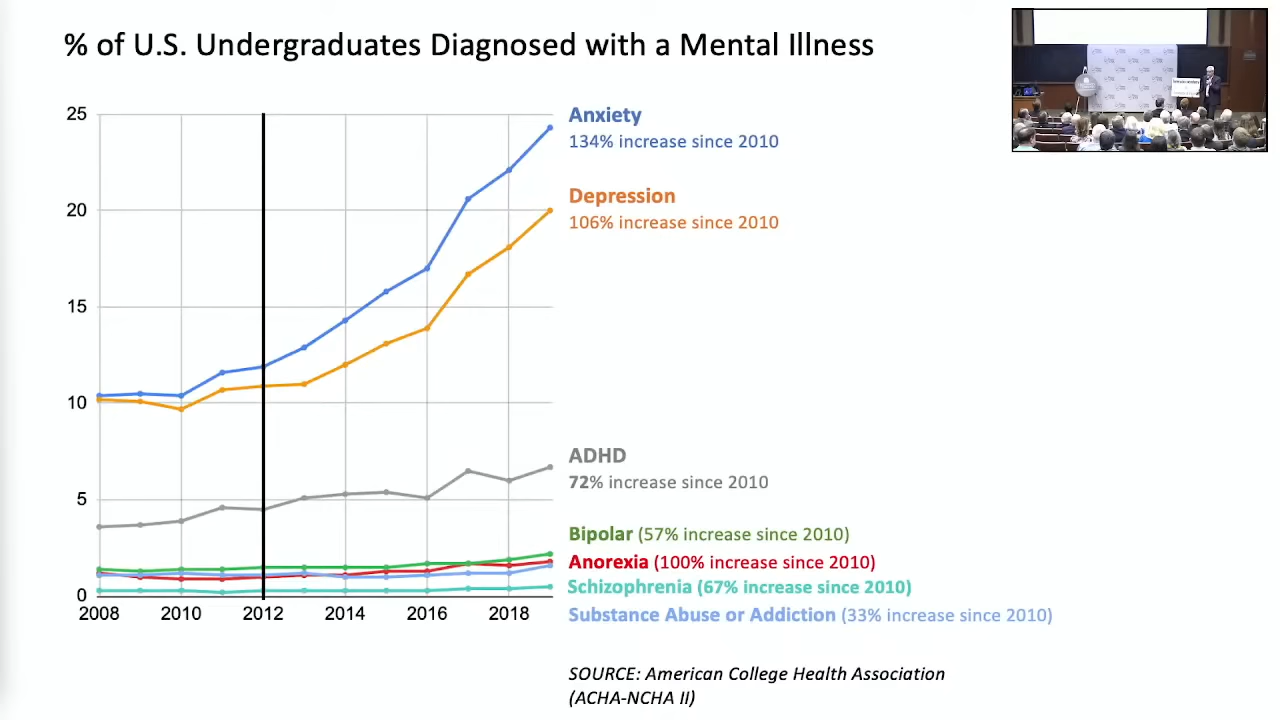 % of U.S. Undergraduates Diagnosed with a Mental Illness
25
20
15
10
5
0
2008 2010 2012 2014 2016 2018
Anxiety
134% increase since 2010
Depression
106% increase since 2010
ADHD
72% increase since 2010
Bipolar (57% increase since 2010)
Anorexia (100% increase since 2010)
Schizophrenia (67% increase since 2010)
Substance Abuse or Addiction (33% increase since 2010)
SOURCE: American College Health Association
(ACHA-NCHA II)